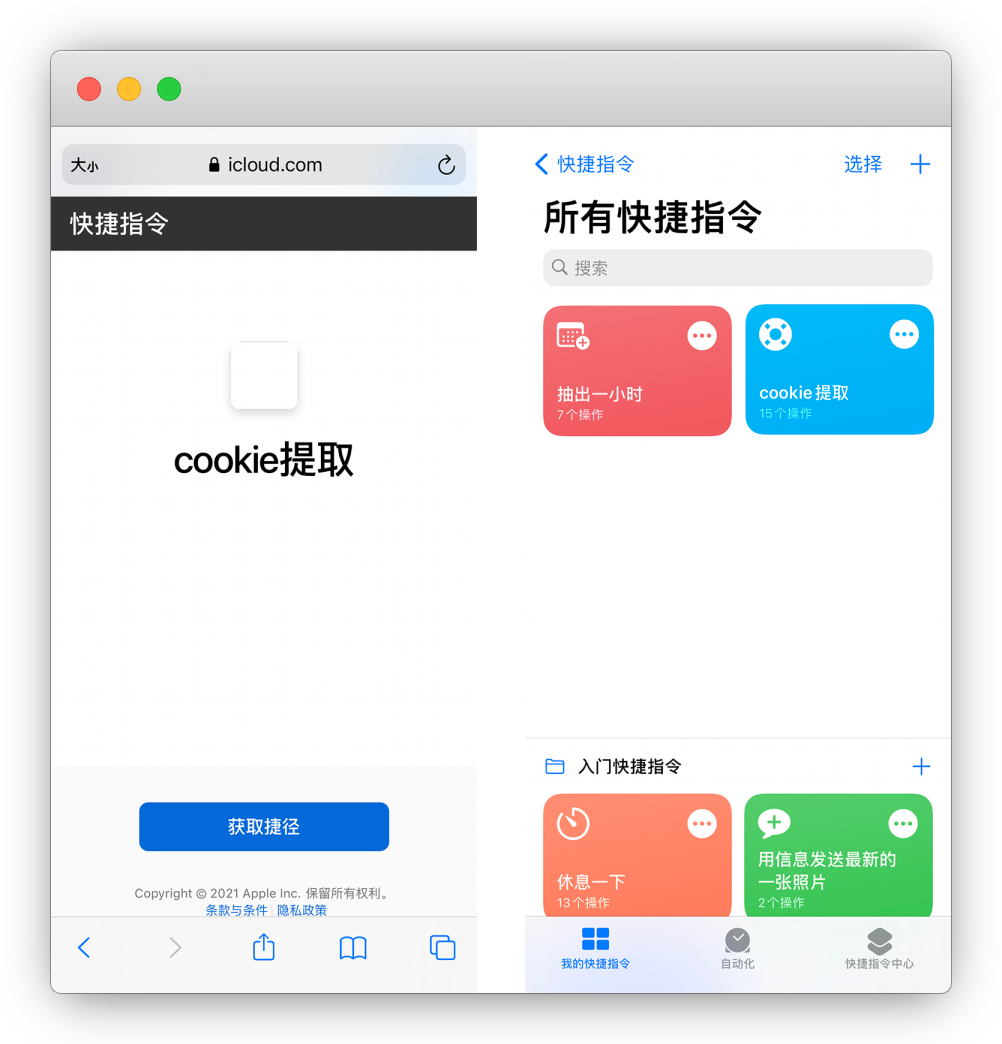 大小
icloud.com
快捷指令
cookie提取
获取捷径
Copyright © 2021 Apple Inc. 保留所有权利。
条款与条件 | 隐私政策
快捷指令
选择
所有快捷指令
搜索
抽出一小时
7个操作
cookie提取
15个操作
入门快捷指令
休息一下
13个操作
用信息发送最新的
一张照片
2个操作
我的快捷指令
自动化
快捷指令中心